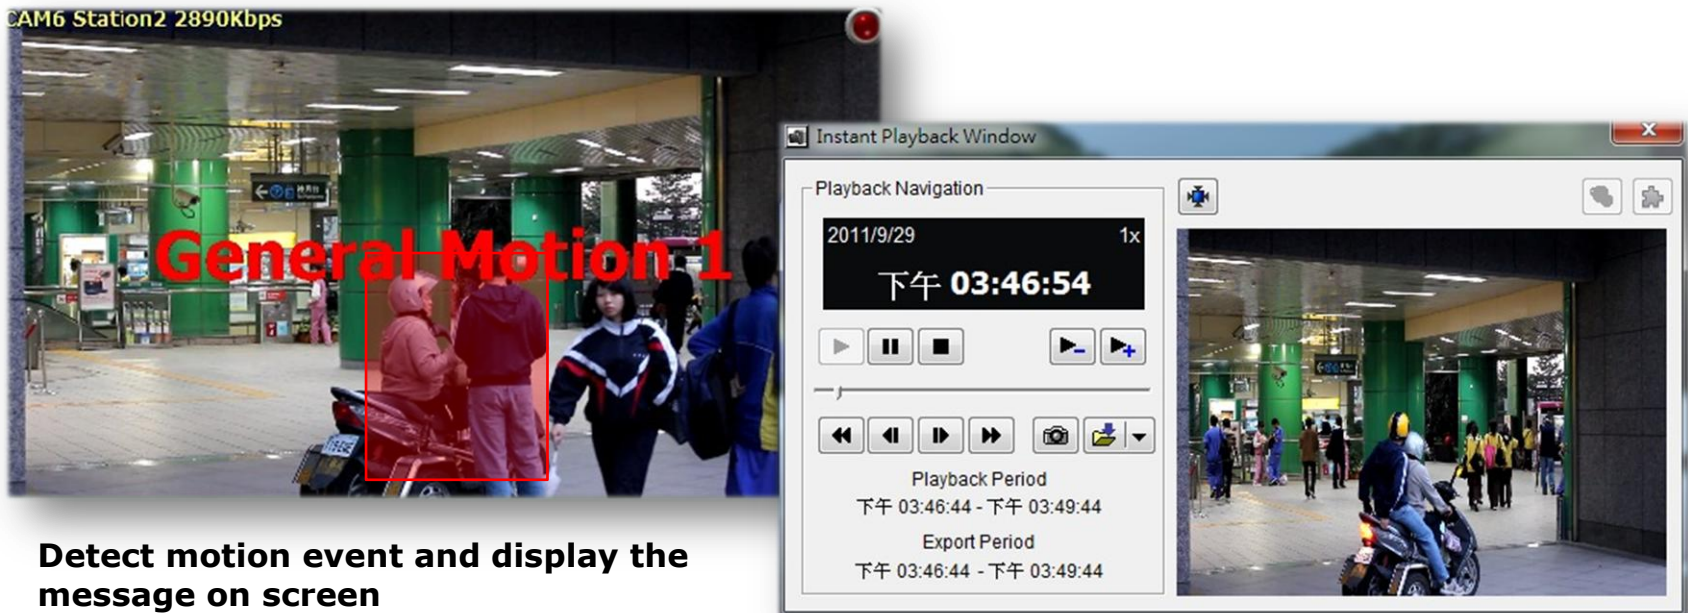 CAM6 Station2 2890Kbps
General Motion 1
Detect motion event and display the
message on screen
Instant Playback Window
x
Playback Navigation
2011/9/29 1x
下午 03:46:54
Playback Period
下午 03:46:44 - 下午 03:49:44
Export Period
下午 03:46:44 - 下午 03:49:44